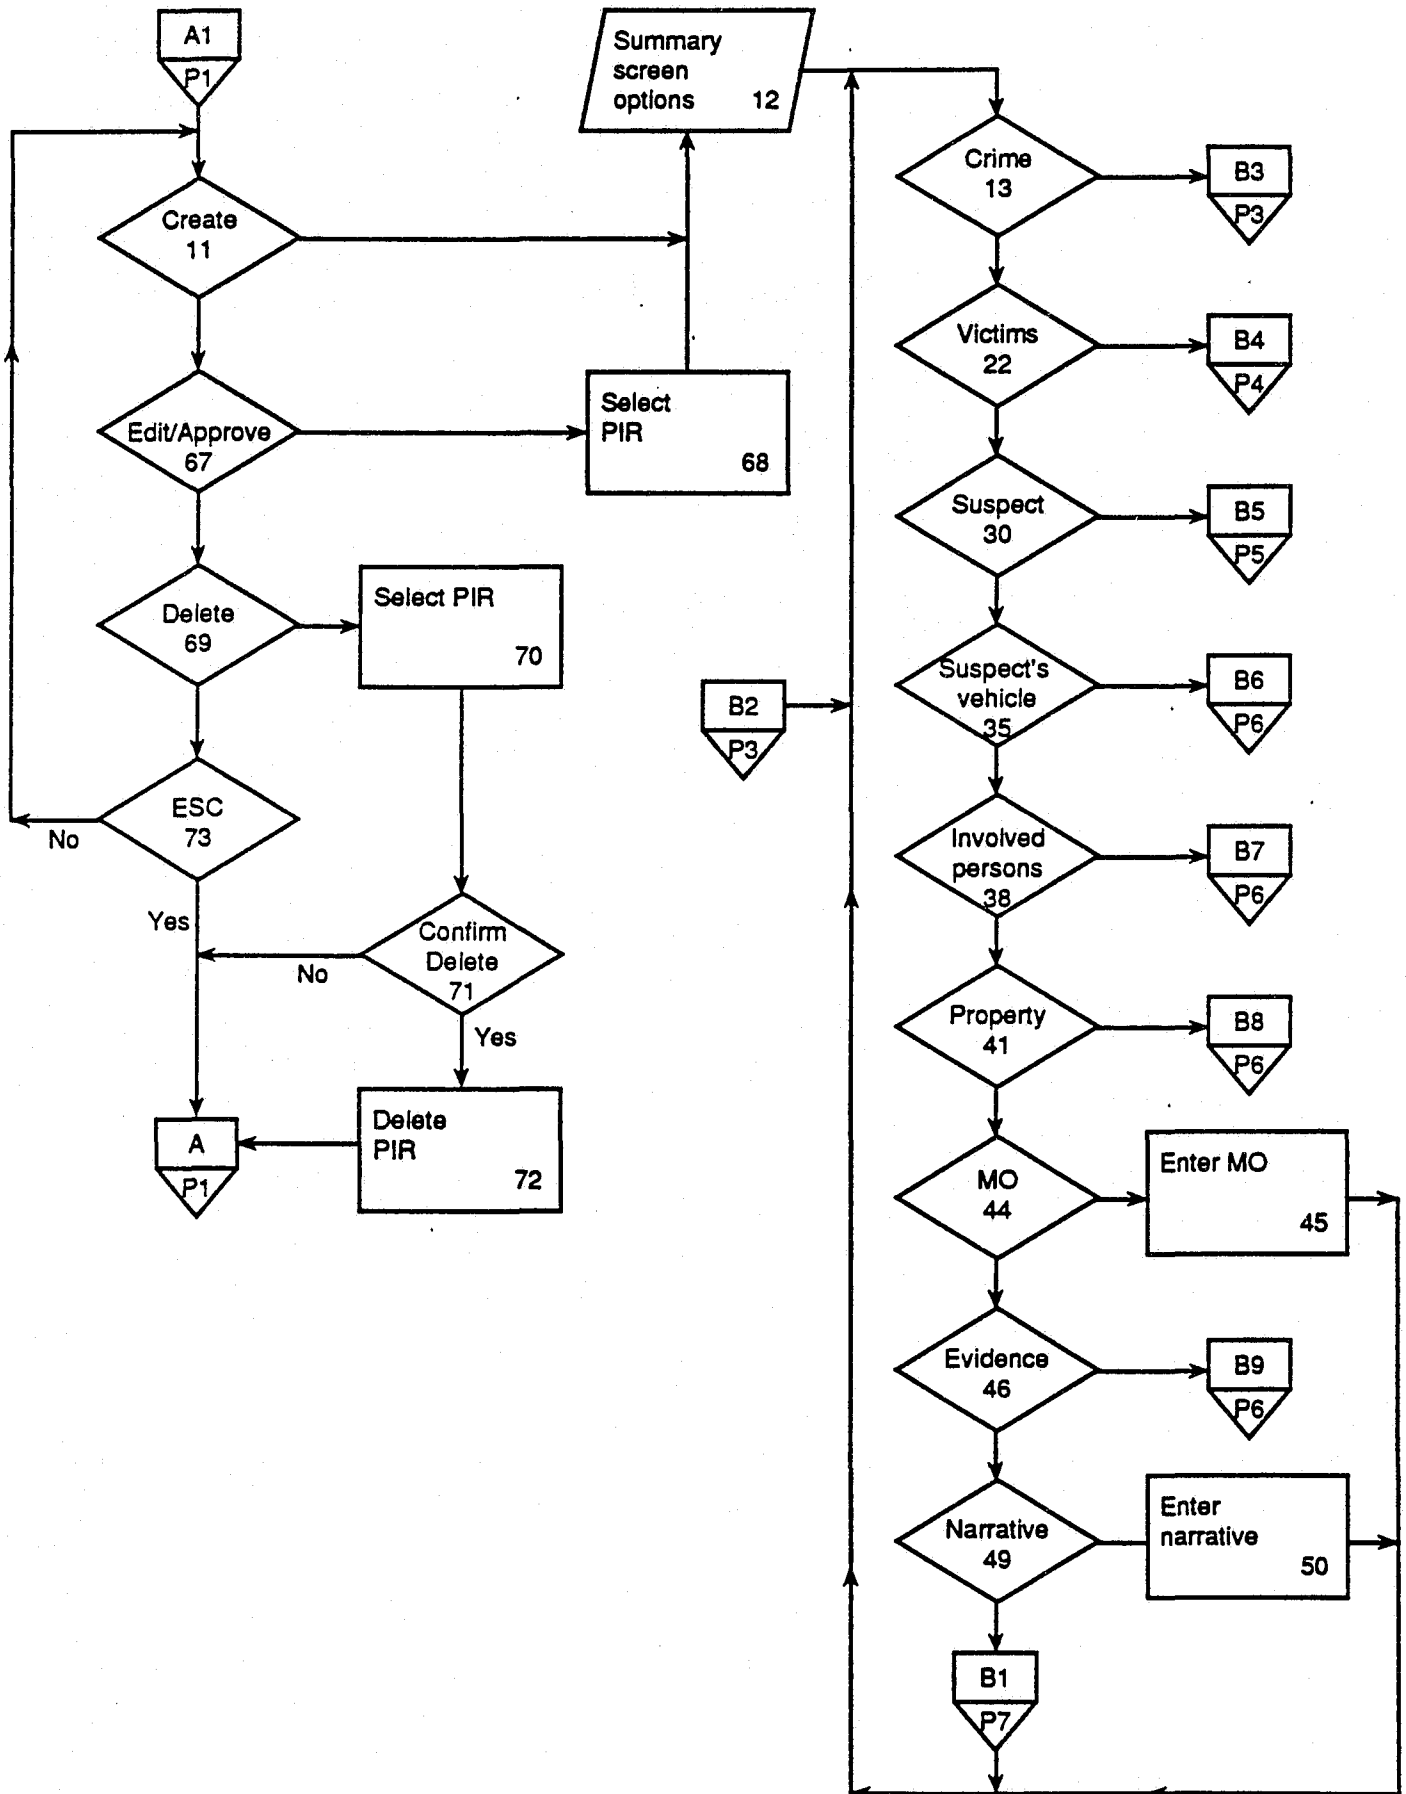 A1
P1
Create
11
Edit/Approve
67
Delete
69
ESC
73
No
Yes
A
P1
Select PIR
70
Confirm
Delete
71
No
Yes
Delete
PIR
72
Summary
screen
options 12
Select
PIR
68
B2
P3
Crime
13
B3
P3
Victims
22
B4
P4
Suspect
30
B5
P5
Suspect's
vehicle
35
B6
P6
Involved
persons
38
B7
P6
Property
41
B8
P6
MO
44
Enter MO
45
Evidence
46
B9
P6
Narrative
49
Enter
narrative
50
B1
P7